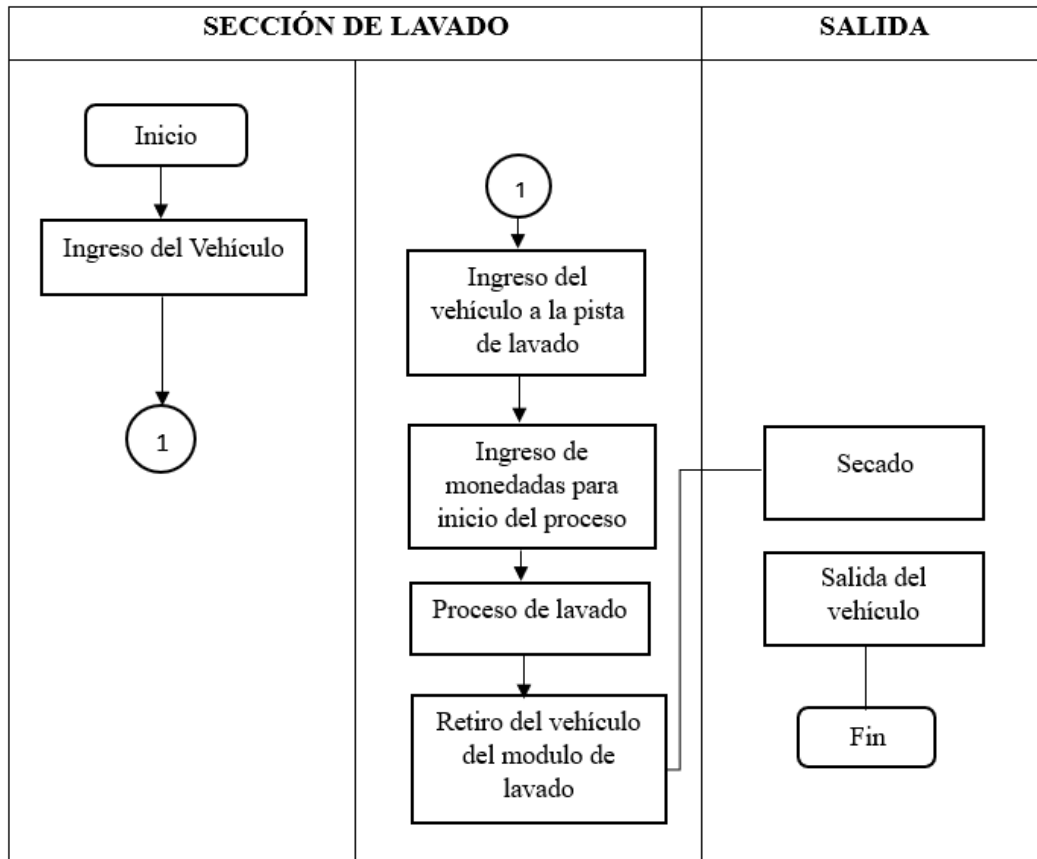 SECCIÓN DE LAVADO
SALIDA
Inicio
Ingreso del Vehículo
1
1
Ingreso del
vehículo a la pista
de lavado
Ingreso de
monedadas para
inicio del proceso
Proceso de lavado
Retiro del vehículo
del modulo de
lavado
Secado
Salida del
vehículo
Fin